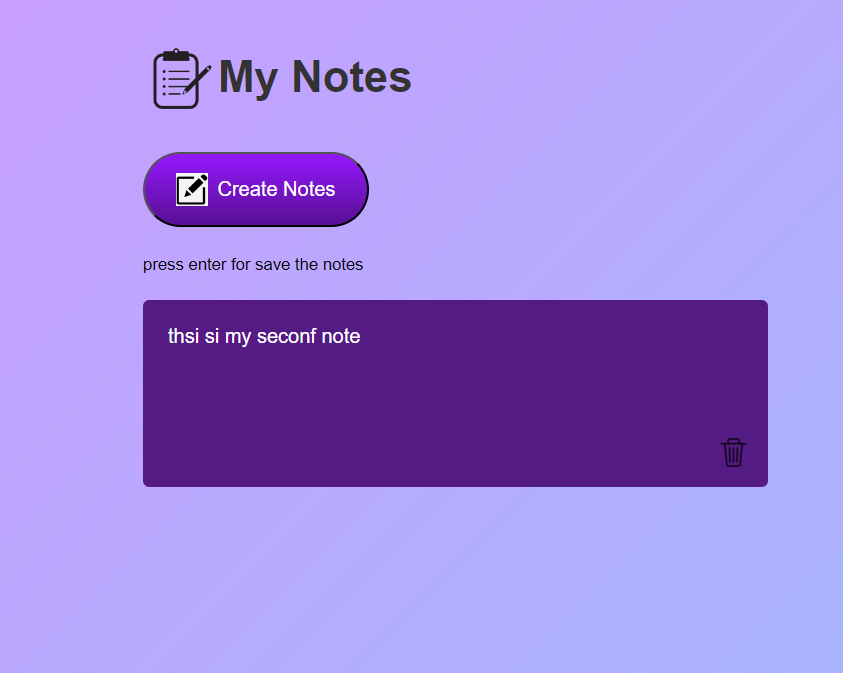 My Notes
Create Notes
press enter for save the notes
thsi si my seconf note